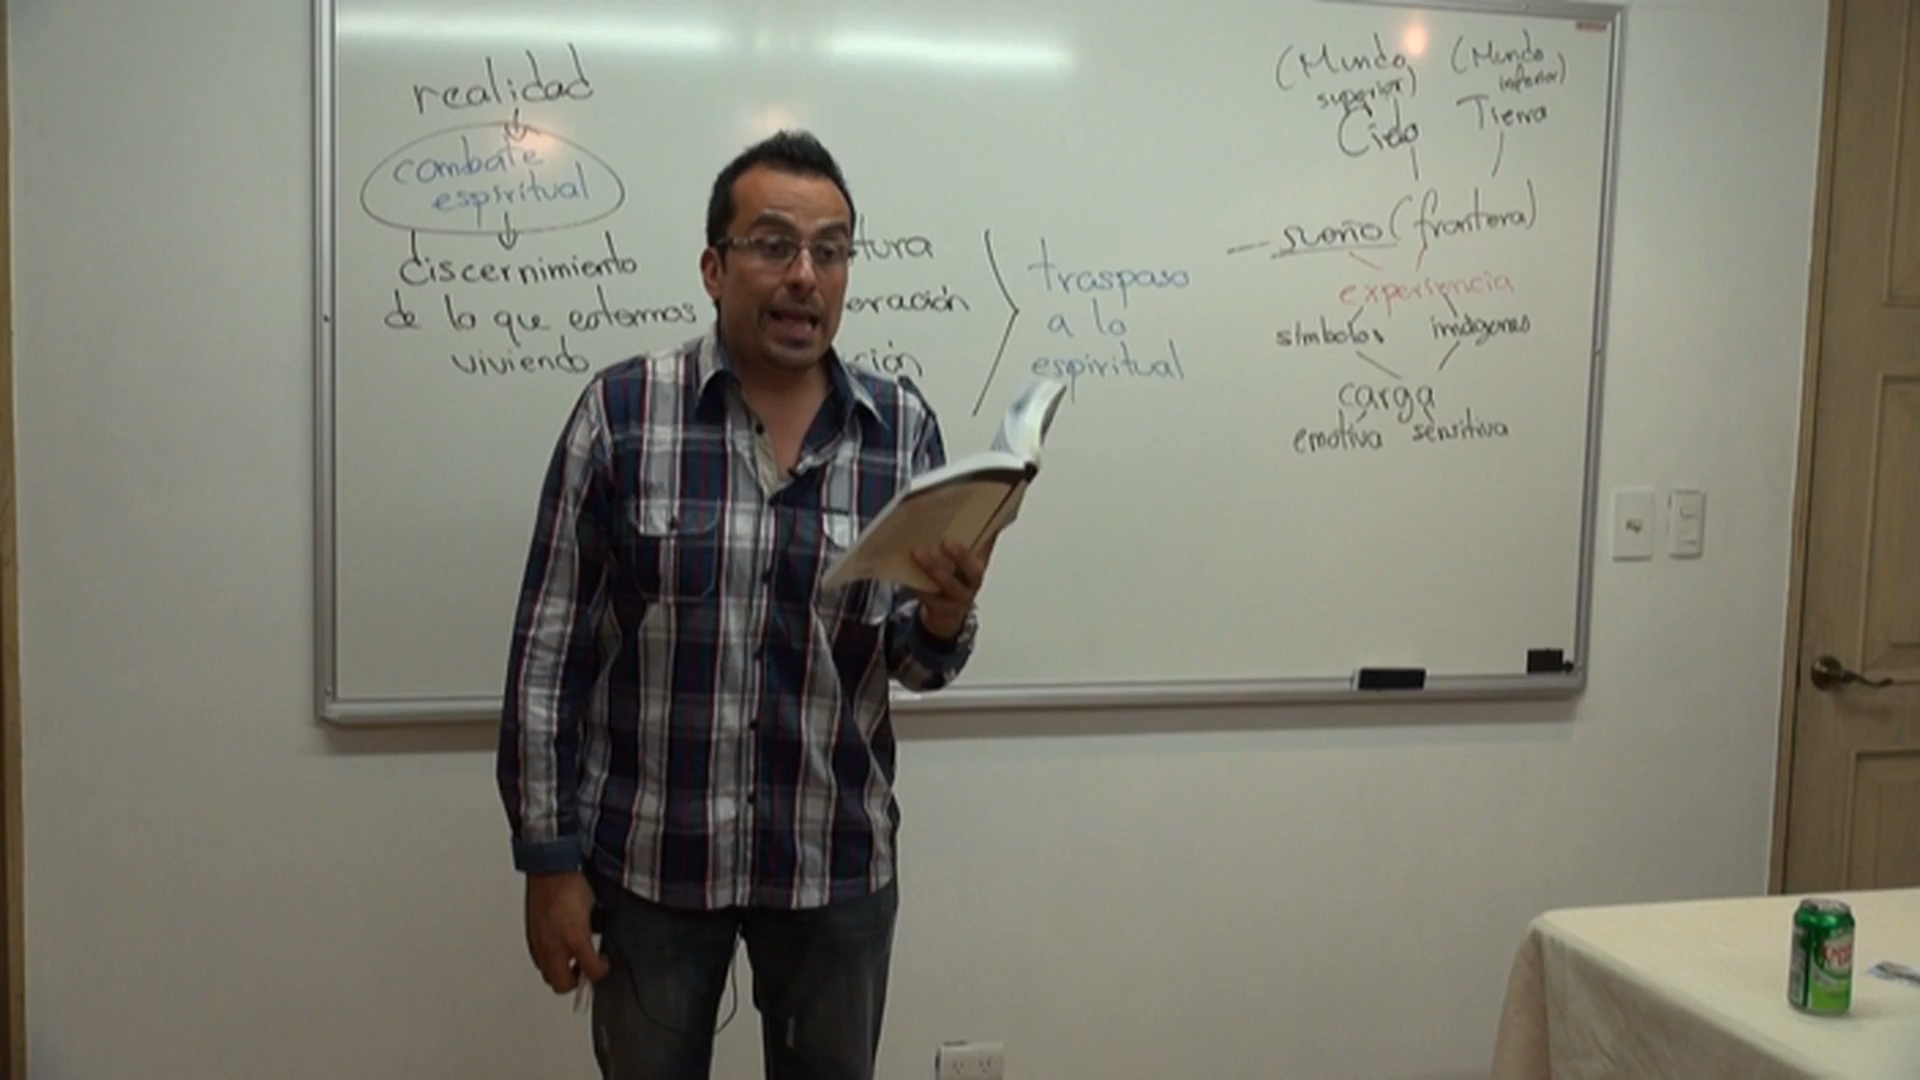 realidad
combate
espiritual
discernimiento
de lo que estamos
viviendo
tura
eración
ción
traspaso
a lo
espiritual
(Mundo
superior)
Cielo
(Mundo
inferior)
Tierra
sueño (frontera)
experiencia
símbolos imágenes
carga
emotiva sensitiva